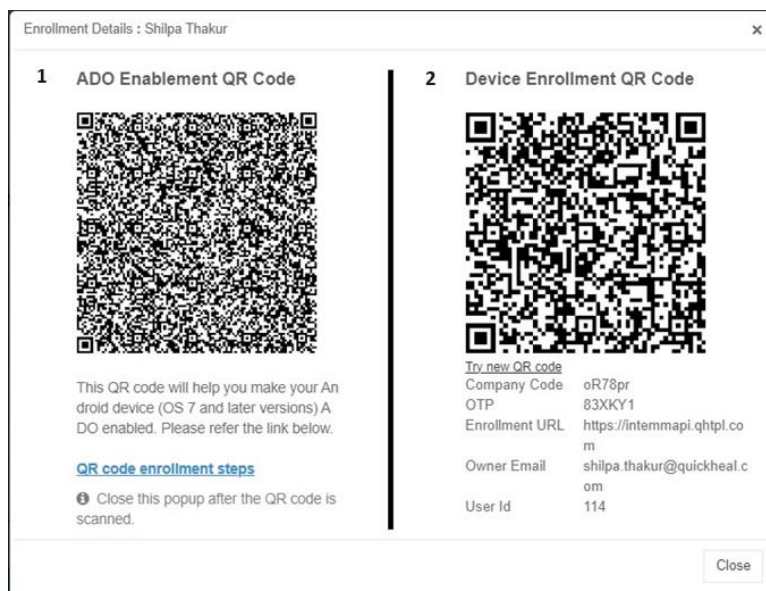 Enrollment Details : Shilpa Thakur
×
1 ADO Enablement QR Code
This QR code will help you make your An
droid device (OS 7 and later versions) A
DO enabled. Please refer the link below.
QR code enrollment steps
Close this popup after the QR code is
scanned.
2 Device Enrollment QR Code
Try new QR code
Company Code oR78pr
OTP 83XKY1
Enrollment URL https://intemmapi.qhtpl.co
m
Owner Email shilpa.thakur@quickheal.c
om
User Id 114
Close